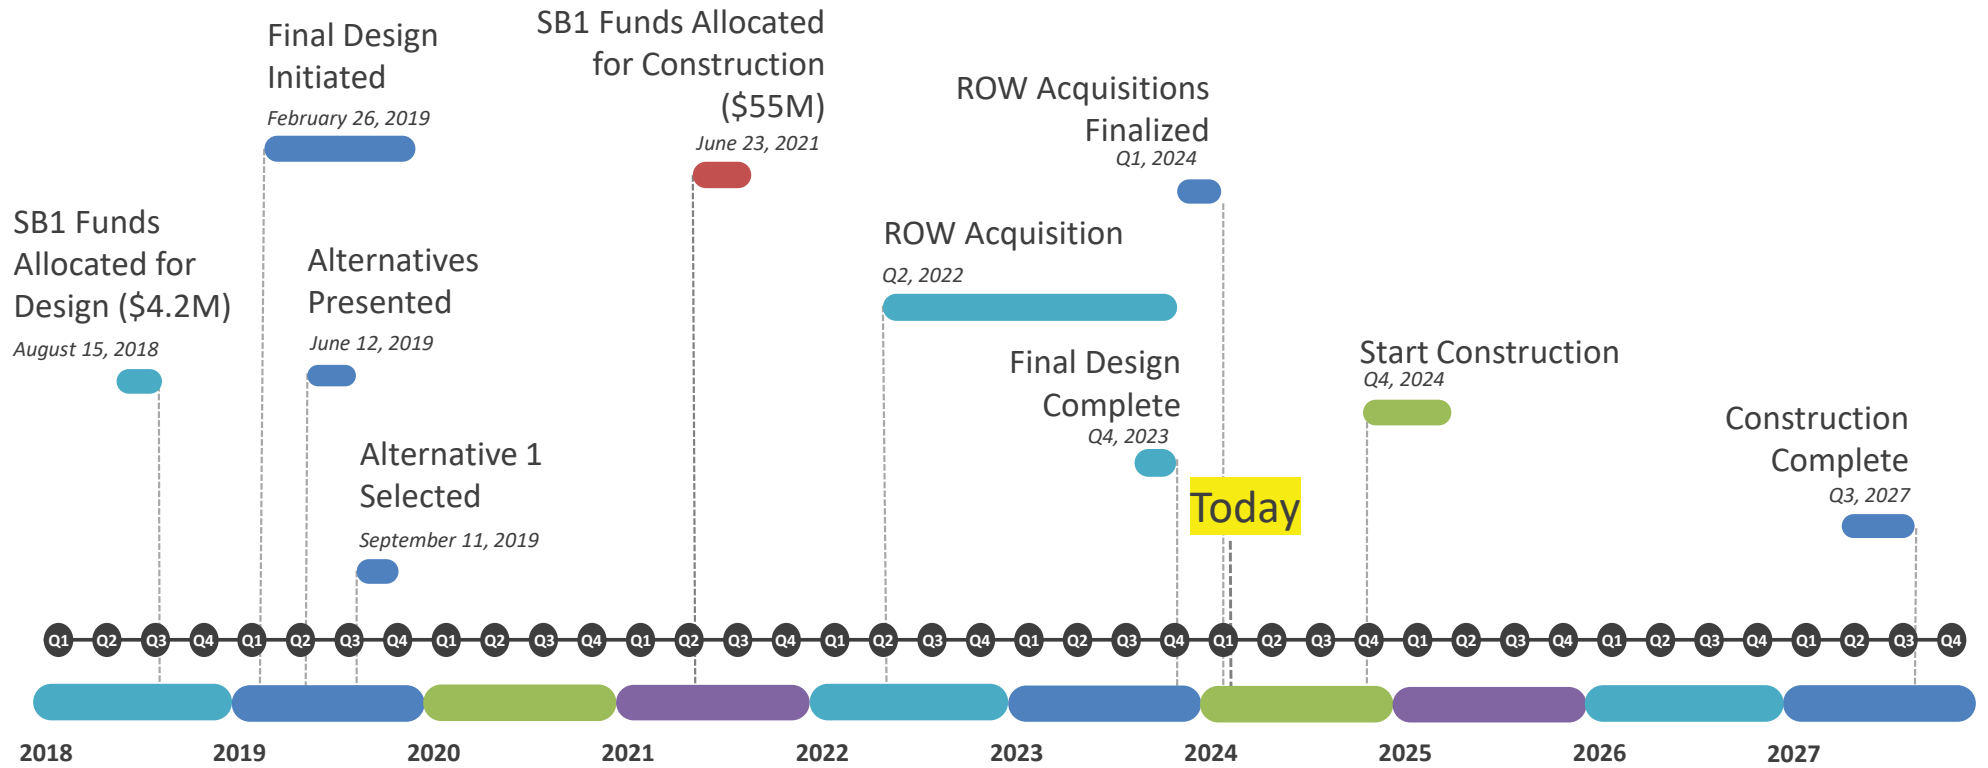 Final Design
Initiated
February 26, 2019
SB1 Funds Allocated
for Construction
($55M)
June 23, 2021
ROW Acquisitions
Finalized
Q1, 2024
SB1 Funds
Allocated for
Design ($4.2M)
August 15, 2018
Alternatives
Presented
June 12, 2019
ROW Acquisition
Q2, 2022
Final Design
Complete
Q4, 2023
Start Construction
Q4, 2024
Construction
Complete
Q3, 2027
Alternative 1
Selected
September 11, 2019
Today
Q1 Q2 Q3 Q4 Q1 Q2 Q3 Q4 Q1 Q2 Q3 Q4 Q1 Q2 Q3 Q4 Q1 Q2 Q3 Q4 Q1 Q2 Q3 Q4 Q1 Q2 Q3 Q4 Q1 Q2 Q3 Q4 Q1 Q2 Q3 Q4 Q1 Q2 Q3 Q4
2018 2019 2020 2021 2022 2023 2024 2025 2026 2027